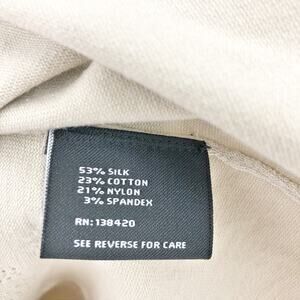 53% SILK
23% COTTON
21% NYLON
3% SPANDEX
RN: 138420
SEE REVERSE FOR CARE